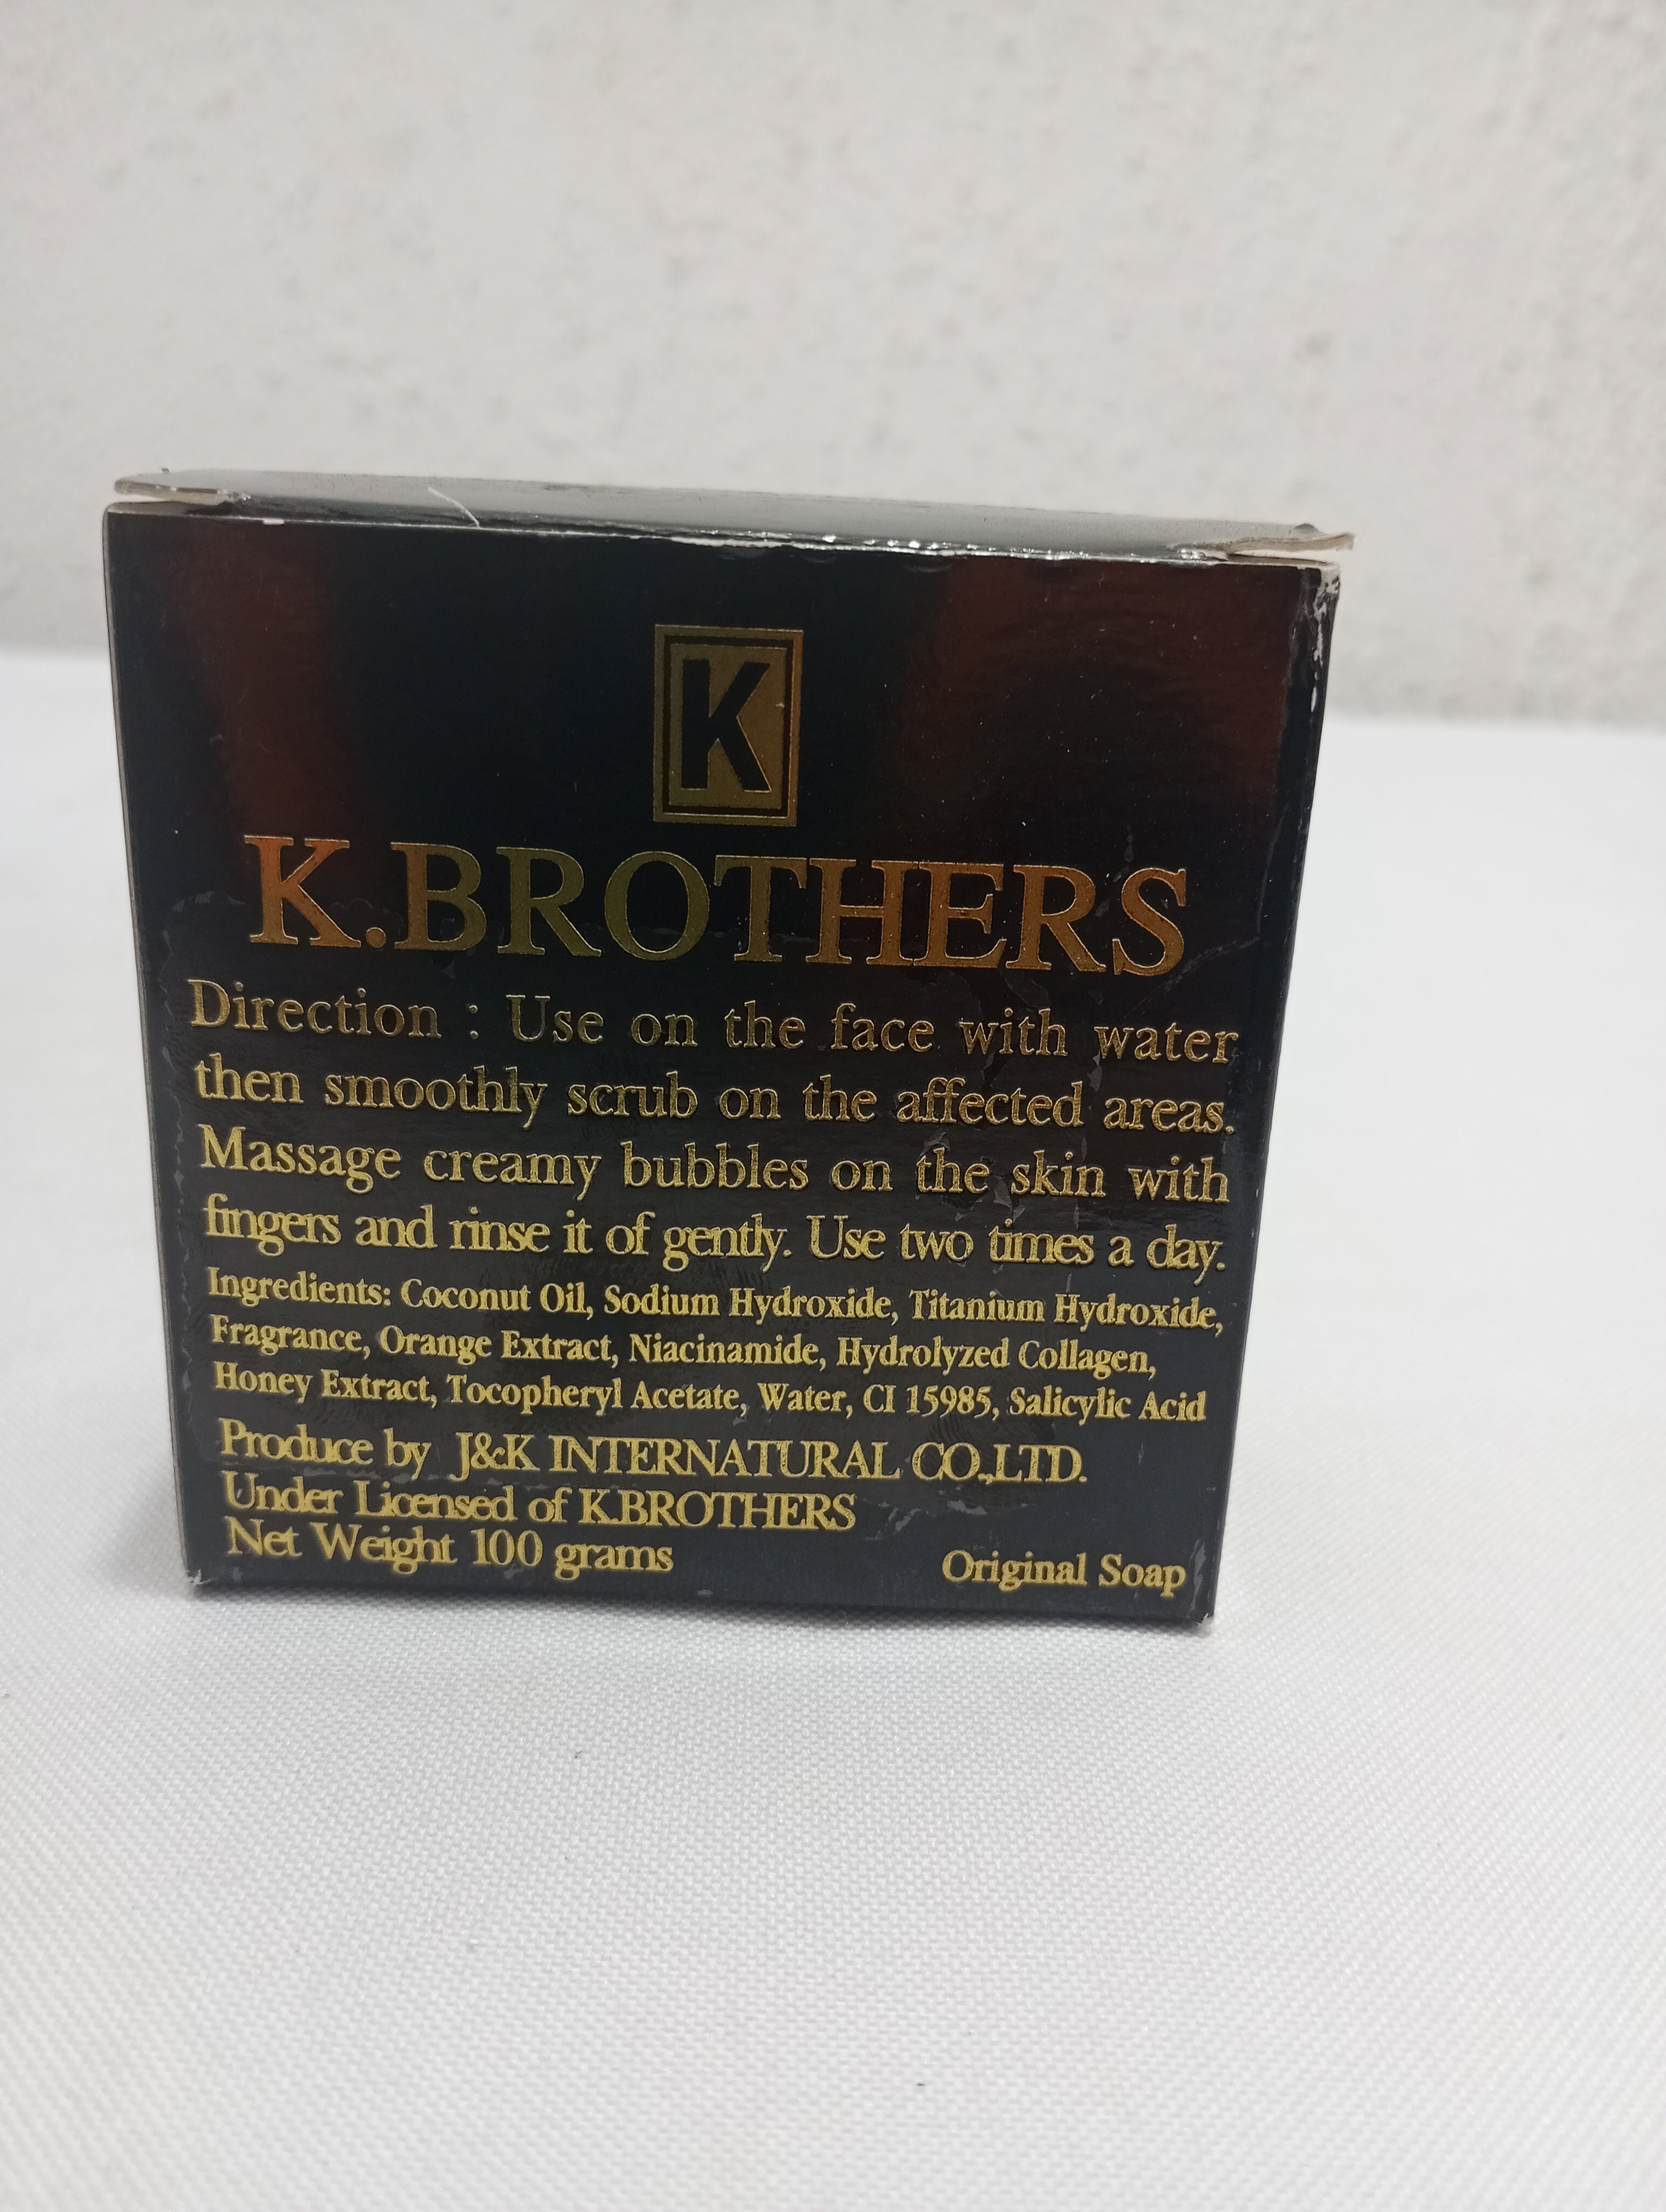 K
K.BROTHERS
Direction : Use on the face with water
then smoothly scrub on the affected areas.
Massage creamy bubbles on the skin with
fingers and rinse it of gently. Use two times a day.
Ingredients: Coconut Oil, Sodium Hydroxide, Titanium Hydroxide,
Fragrance, Orange Extract, Niacinamide, Hydrolyzed Collagen,
Honey Extract, Tocopheryl Acetate, Water, CI 15985, Salicylic Acid
Produce by J&K INTERNATURAL CO.,LTD.
Under Licensed of K.BROTHERS
Net Weight 100 grams
Original Soap